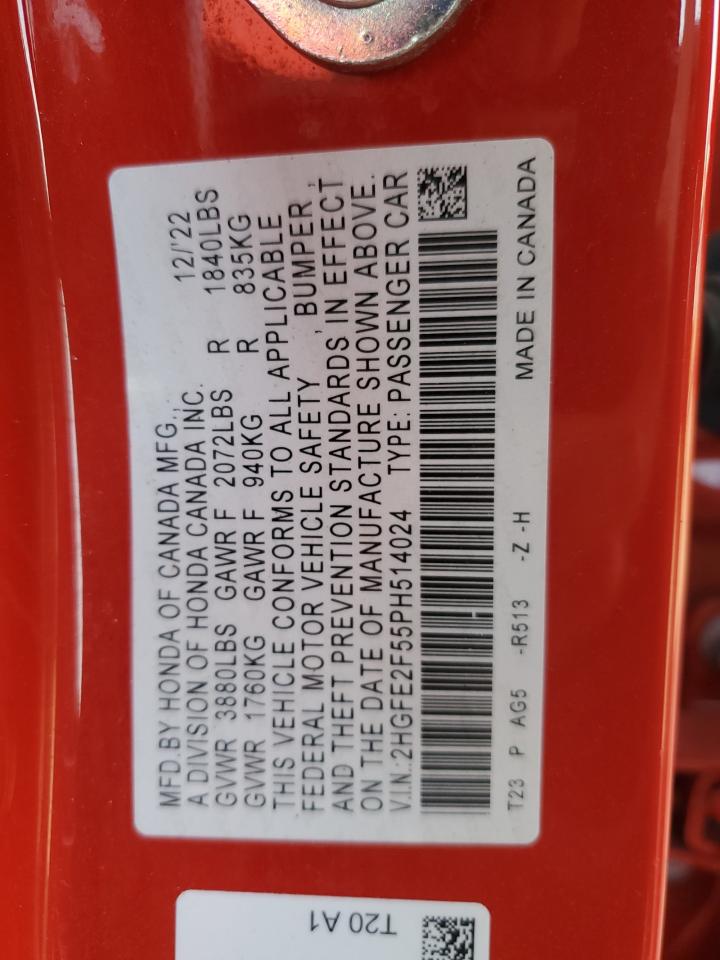 MFD.BY HONDA OF CANADA MFG.,
A DIVISION OF HONDA CANADA INC. 12/'22
GVWR 3880LBS GAWR F 2072LBS R 1840LBS
GVWR 1760KG GAWR F 940KG R 835KG
THIS VEHICLE CONFORMS TO ALL APPLICABLE
FEDERAL MOTOR VEHICLE SAFETY , BUMPER ,
AND THEFT PREVENTION STANDARDS IN EFFECT
ON THE DATE OF MANUFACTURE SHOWN ABOVE.
V.I.N.:2HGFE2F55PH514024 TYPE: PASSENGER CAR
T23 P AG5 -R513 -Z -H MADE IN CANADA
T20 A1